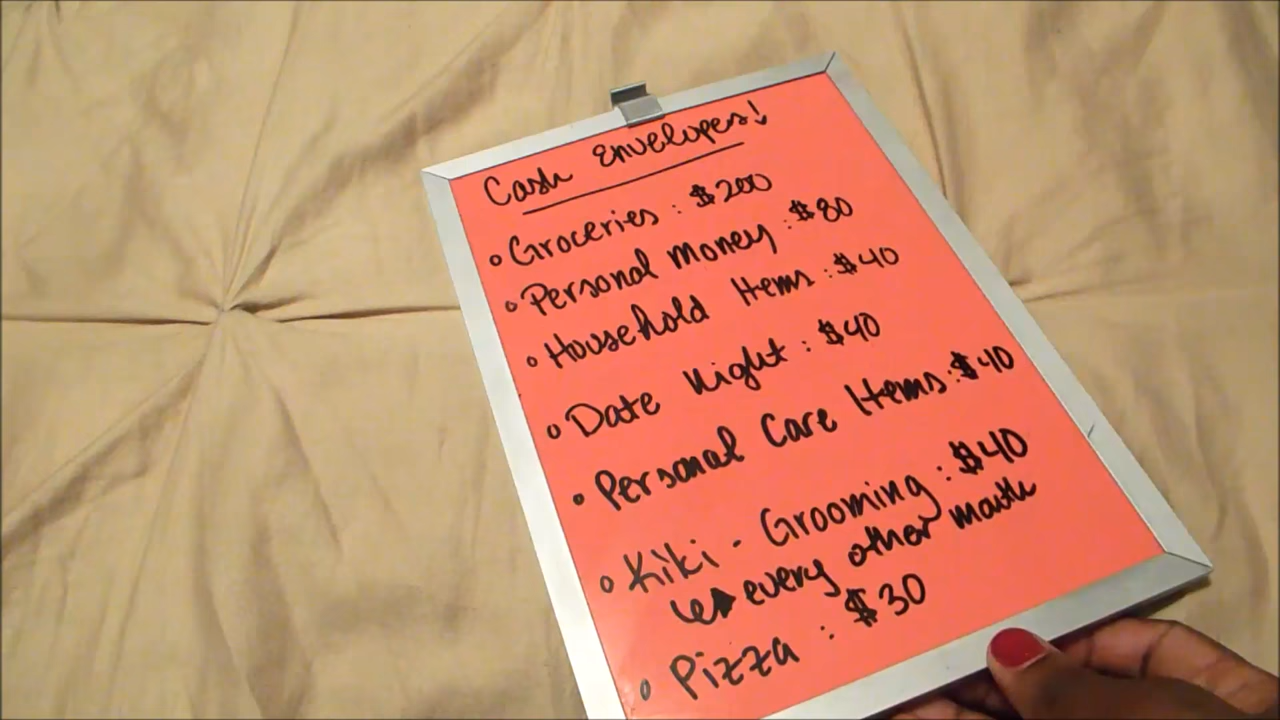 Cash Envelopes!
• Groceries : $200
• Personal Money : $80
• Household Items : $40
• Date Night : $40
• Personal Care Items : $40
• Kiki - Grooming : $40
↳ every other month
• Pizza : $30